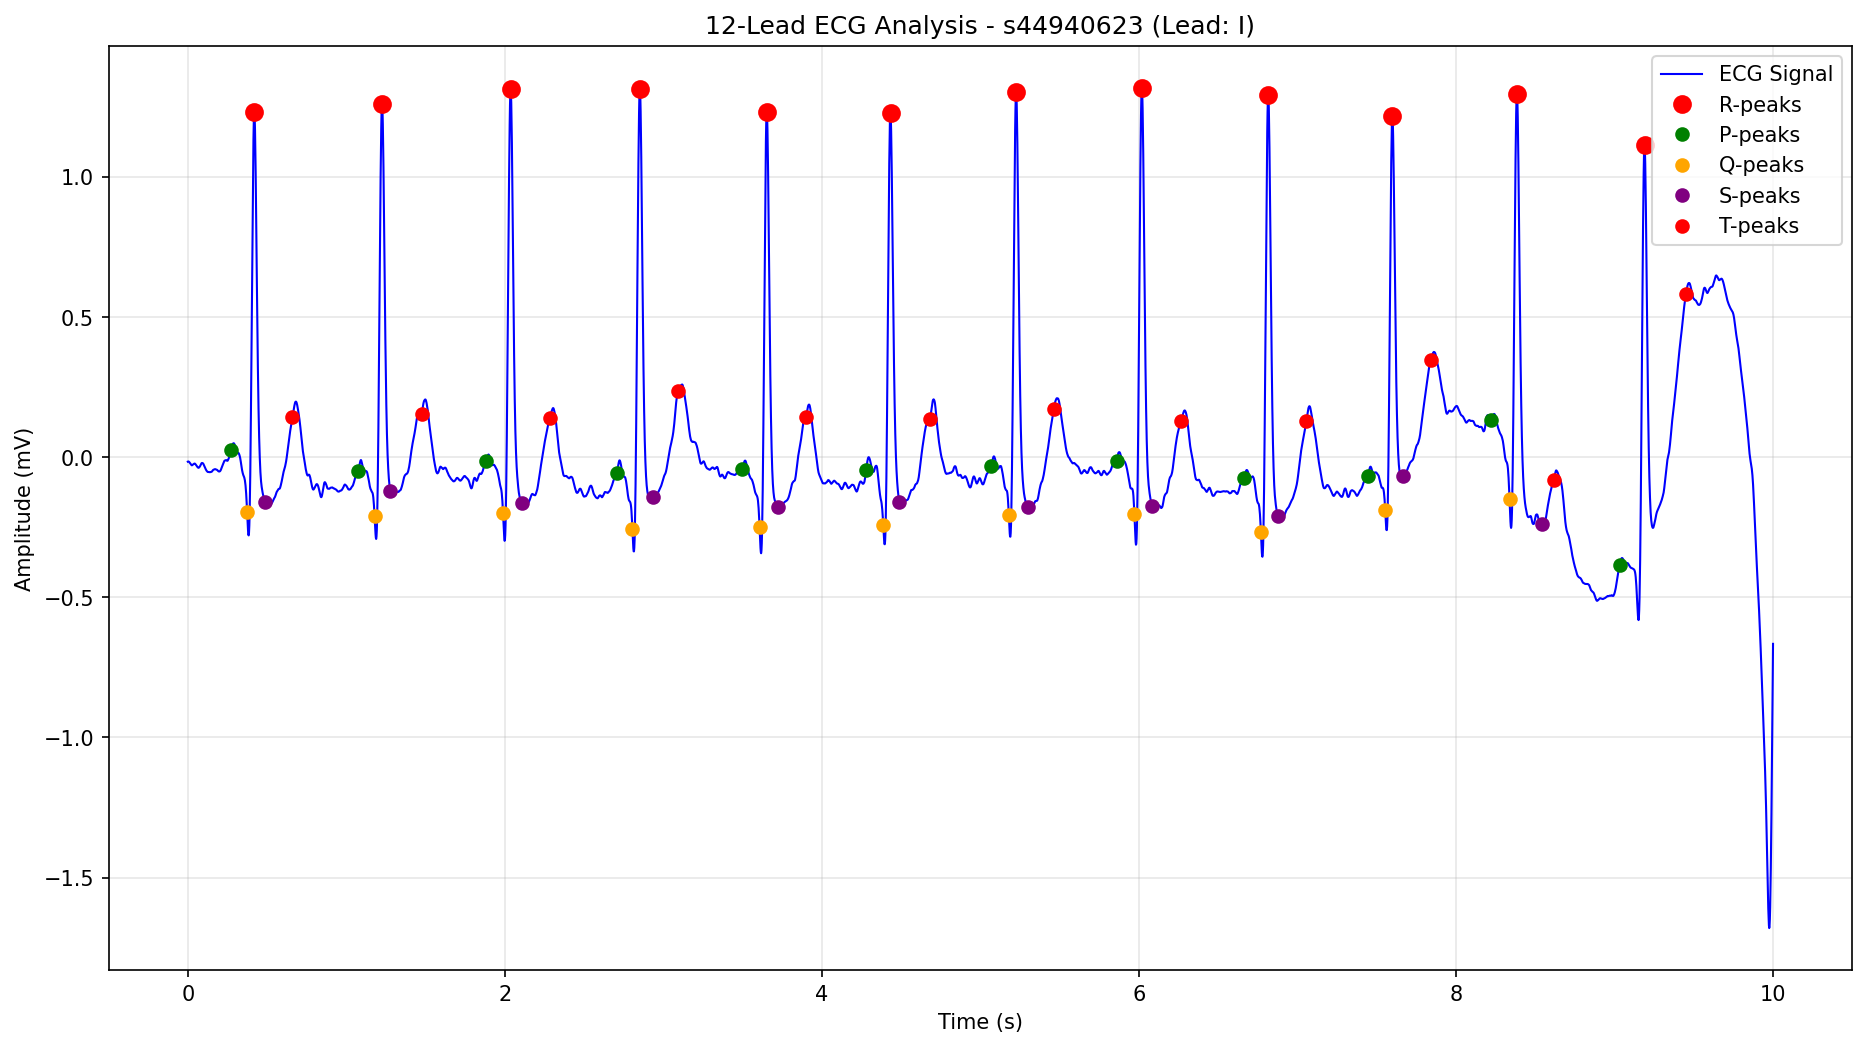 12-Lead ECG Analysis - s44940623 (Lead: I)
ECG Signal
R-peaks
P-peaks
Q-peaks
S-peaks
T-peaks
Amplitude (mV)
1.0
0.5
0.0
−0.5
−1.0
−1.5
0 2 4 6 8 10
Time (s)